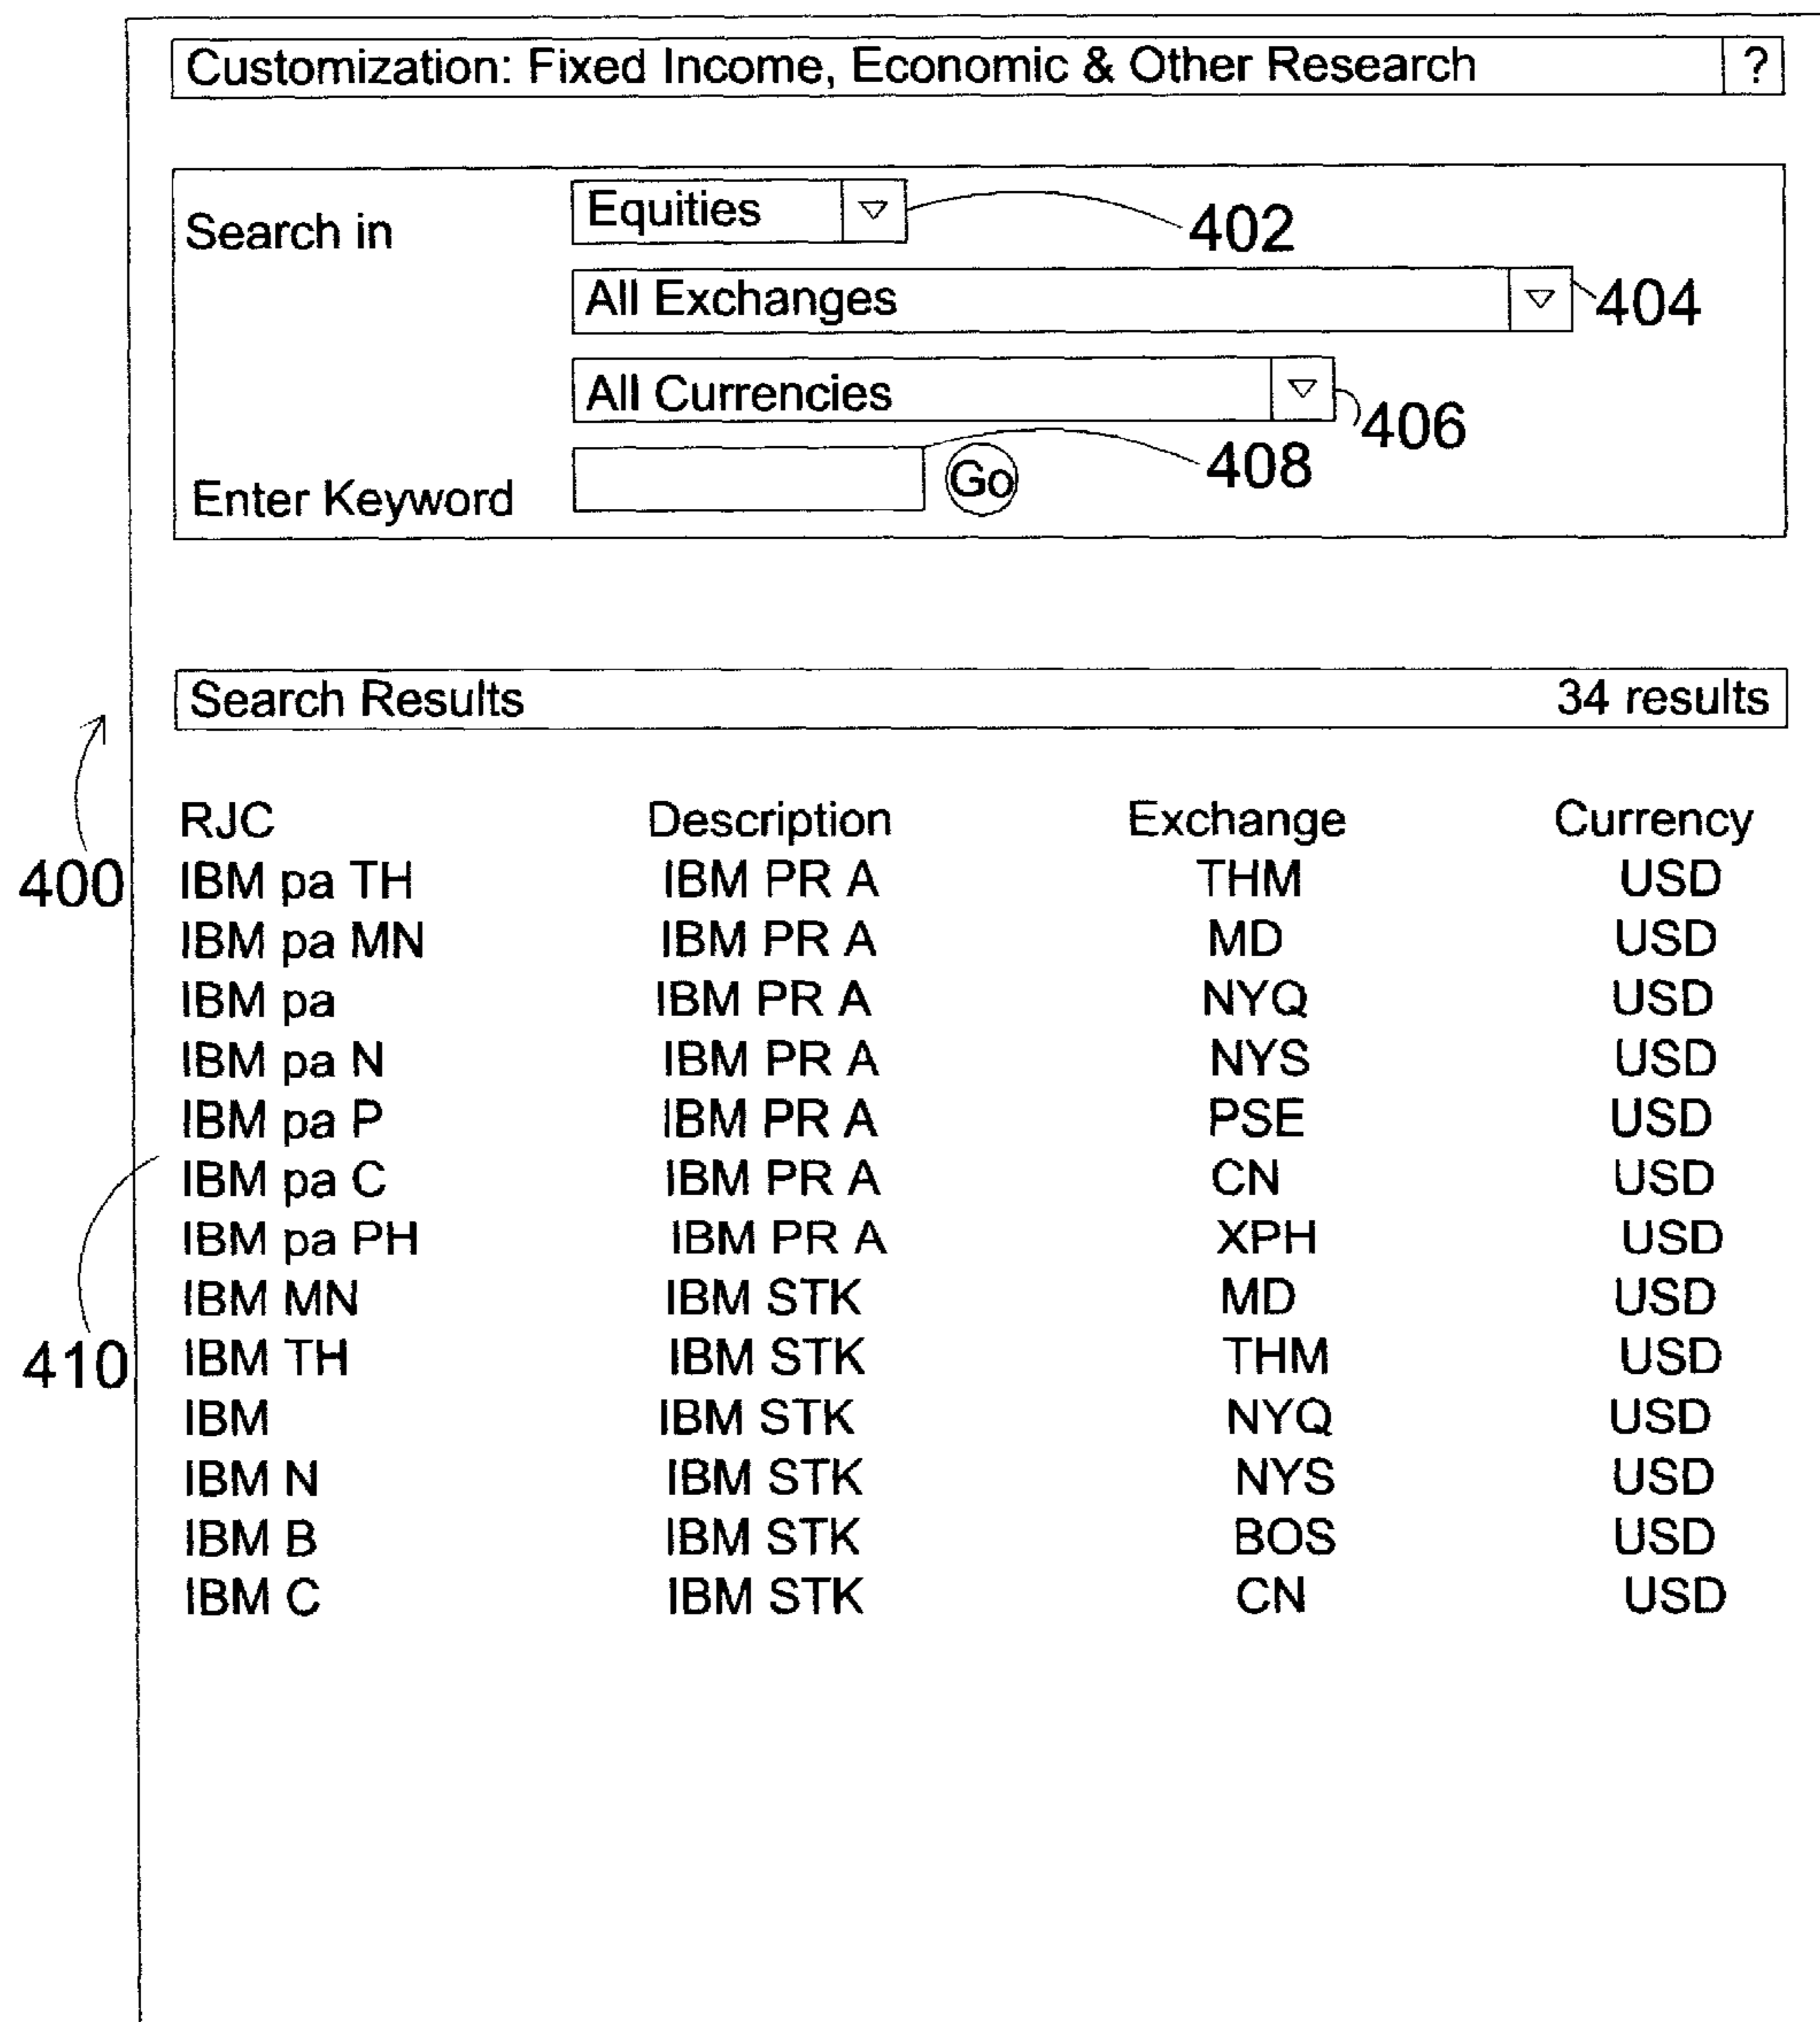 Customization: Fixed Income, Economic & Other Research ?
Search in Equities 402
All Exchanges 404
All Currencies 406
Enter Keyword Go 408
Search Results 34 results
400
RJC Description Exchange Currency
IBM pa TH IBM PR A THM USD
IBM pa MN IBM PR A MD USD
IBM pa IBM PR A NYQ USD
IBM pa N IBM PR A NYS USD
IBM pa P IBM PR A PSE USD
IBM pa C IBM PR A CN USD
IBM pa PH IBM PR A XPH USD
IBM MN IBM STK MD USD
410
IBM TH IBM STK THM USD
IBM IBM STK NYQ USD
IBM N IBM STK NYS USD
IBM B IBM STK BOS USD
IBM C IBM STK CN USD